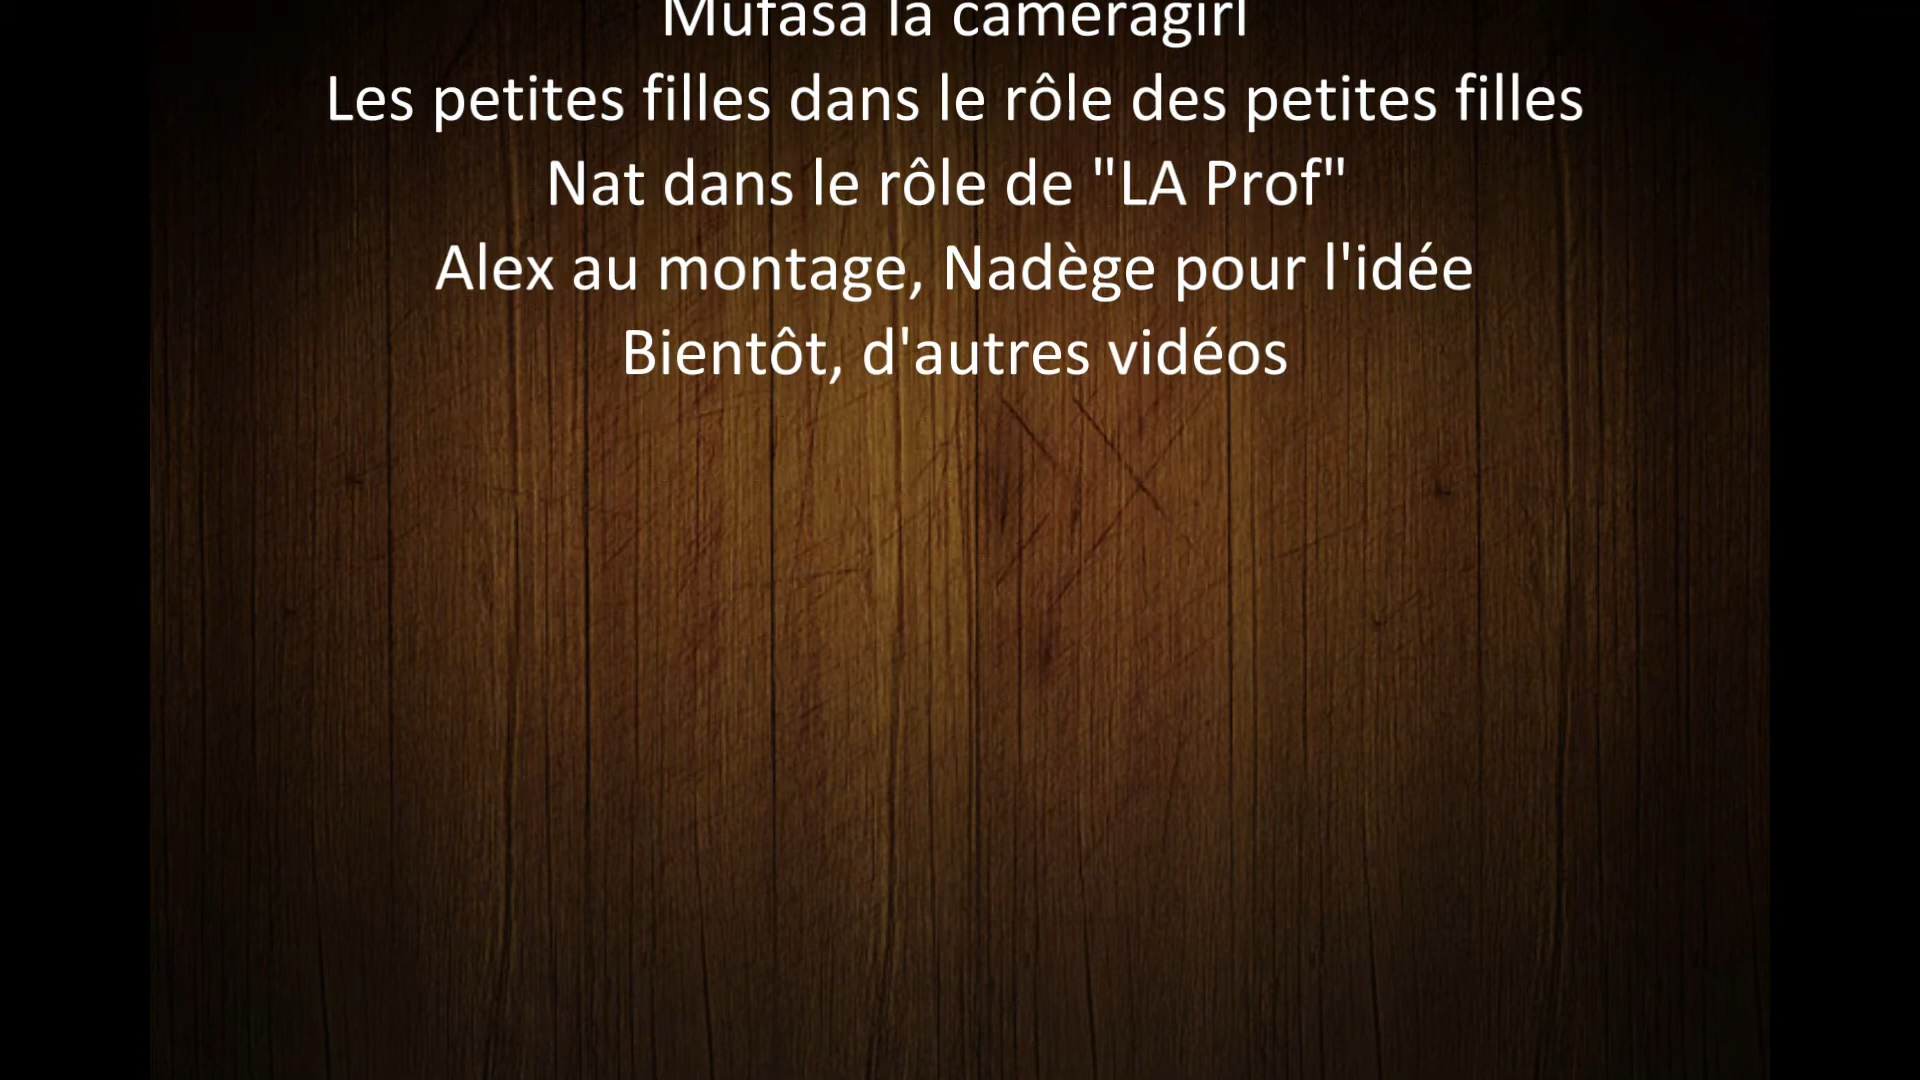 Mufasa la cameragirl
Les petites filles dans le rôle des petites filles
Nat dans le rôle de "LA Prof"
Alex au montage, Nadège pour l'idée
Bientôt, d'autres vidéos